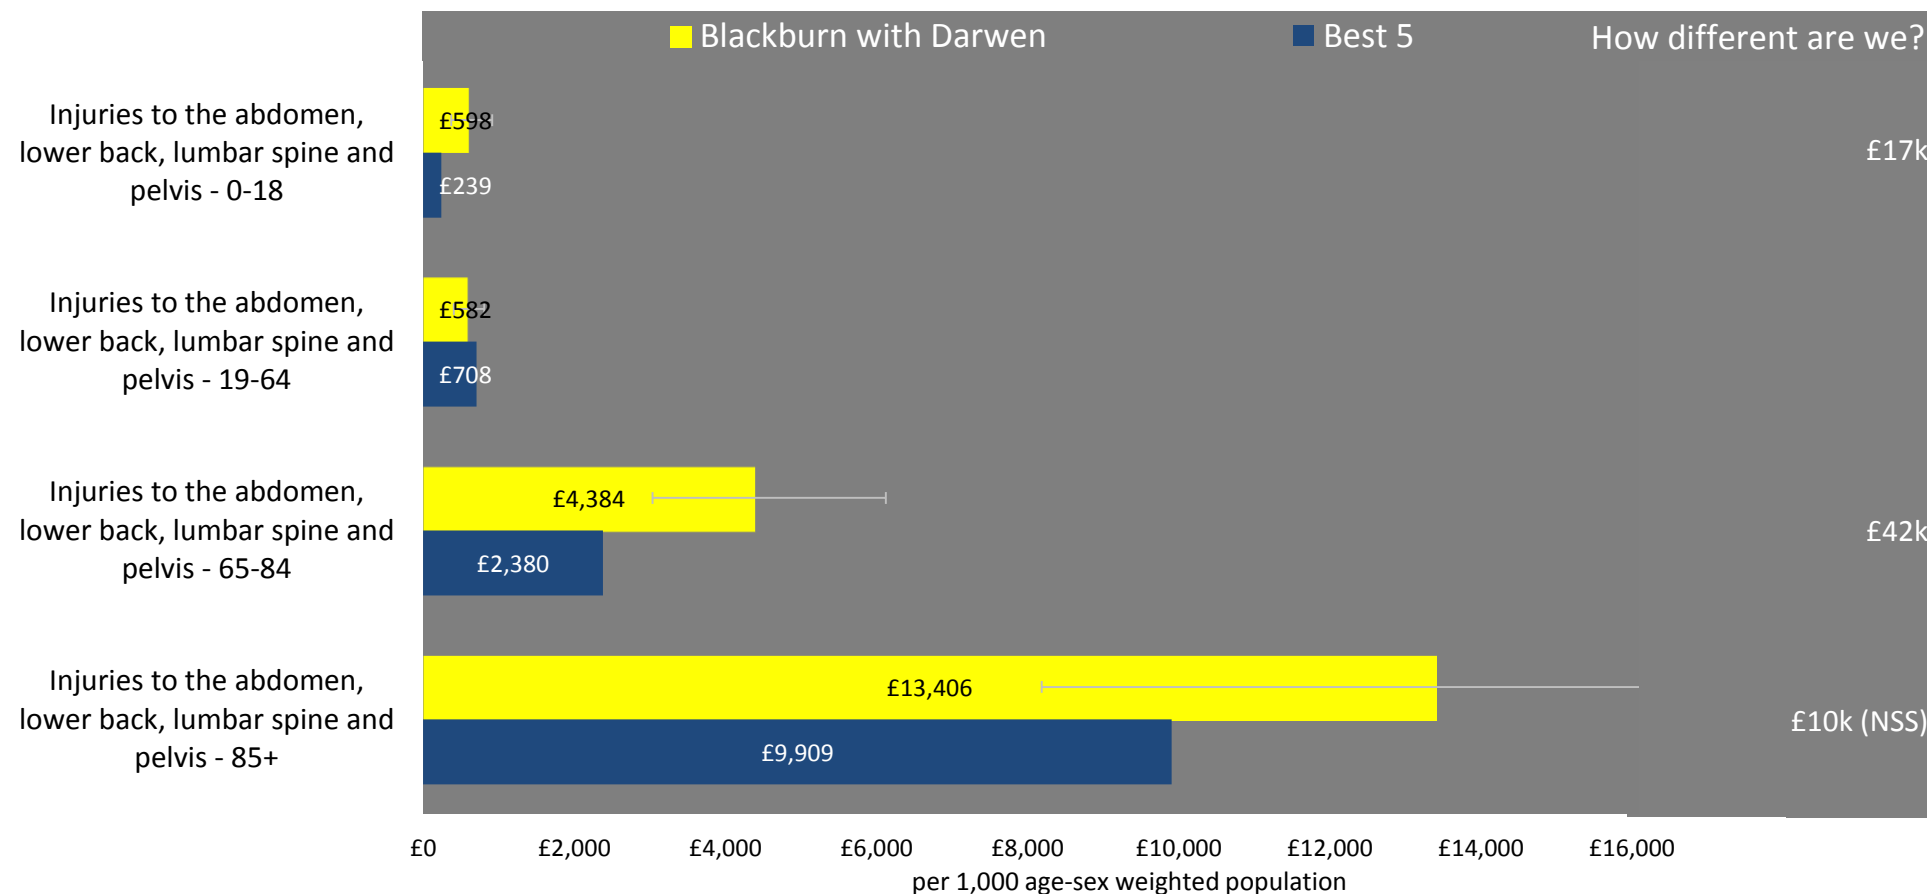 Blackburn with Darwen
Best 5
How different are we?
Injuries to the abdomen,
lower back, lumbar spine and
pelvis - 0-18
£598
£239
£17k
Injuries to the abdomen,
lower back, lumbar spine and
pelvis - 19-64
£582
£708
Injuries to the abdomen,
lower back, lumbar spine and
pelvis - 65-84
£4,384
£2,380
£42k
Injuries to the abdomen,
lower back, lumbar spine and
pelvis - 85+
£13,406
£9,909
£10k (NSS)
£0 £2,000 £4,000 £6,000 £8,000 £10,000 £12,000 £14,000 £16,000
per 1,000 age-sex weighted population